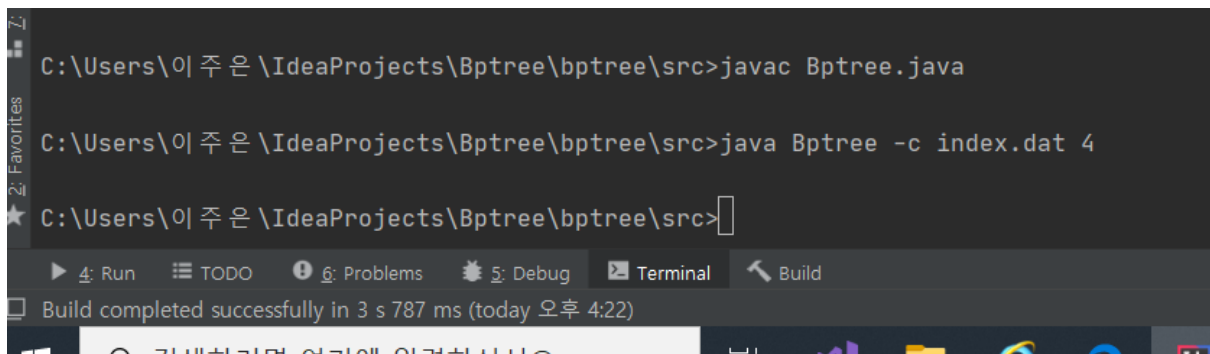 C:\Users\이주은\IdeaProjects\Bptree\bptree\src>javac Bptree.java
C:\Users\이주은\IdeaProjects\Bptree\bptree\src>java Bptree -c index.dat 4
C:\Users\이주은\IdeaProjects\Bptree\bptree\src>
7:
2: Favorites
4: Run TODO 6: Problems 5: Debug Terminal Build
Build completed successfully in 3 s 787 ms (today 오후 4:22)